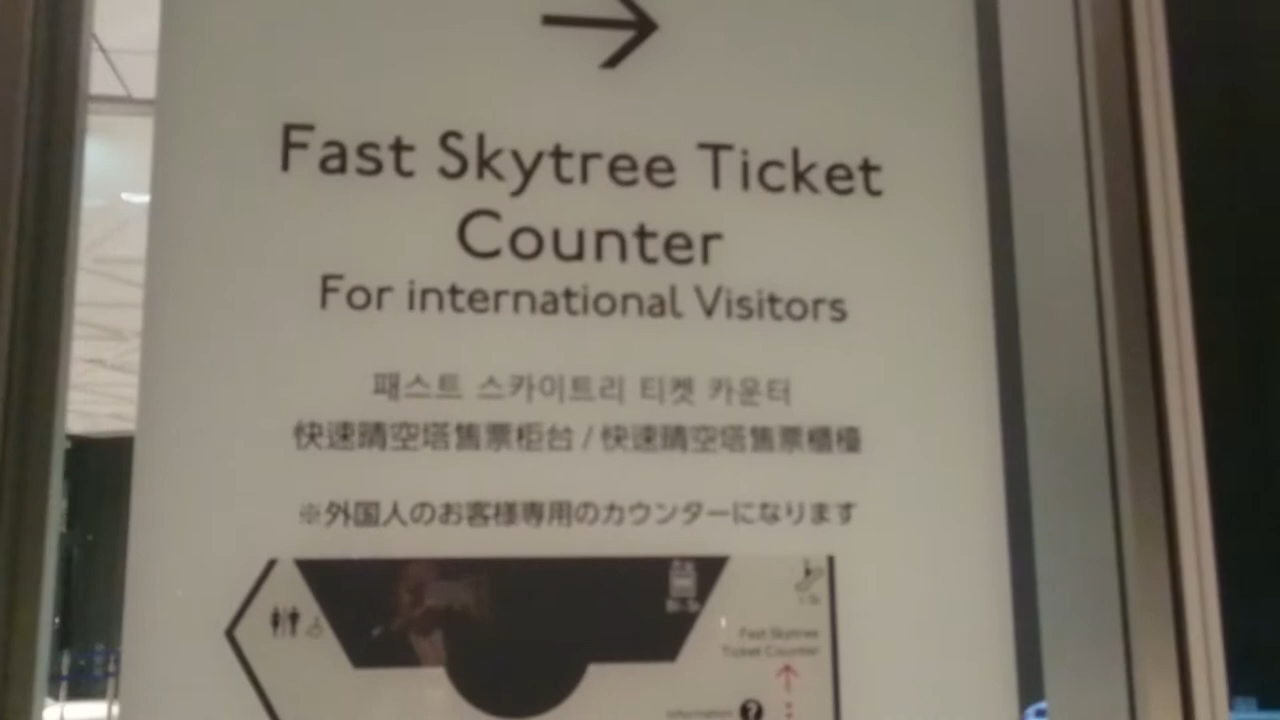 Fast Skytree Ticket
Counter
For international Visitors
패스트 스카이트리 티켓 카운터
快速晴空塔售票柜台 / 快速晴空塔售票櫃檯
※外国人のお客様専用のカウンターになります
Fast Skytree
Ticket Counter
Information ?